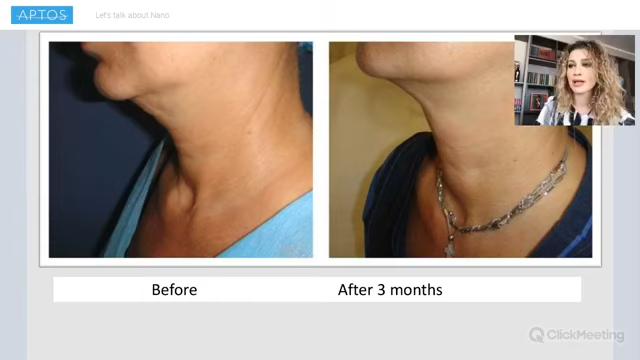 APTOS
Let's talk about Nano
Before
After 3 months
ClickMeeting